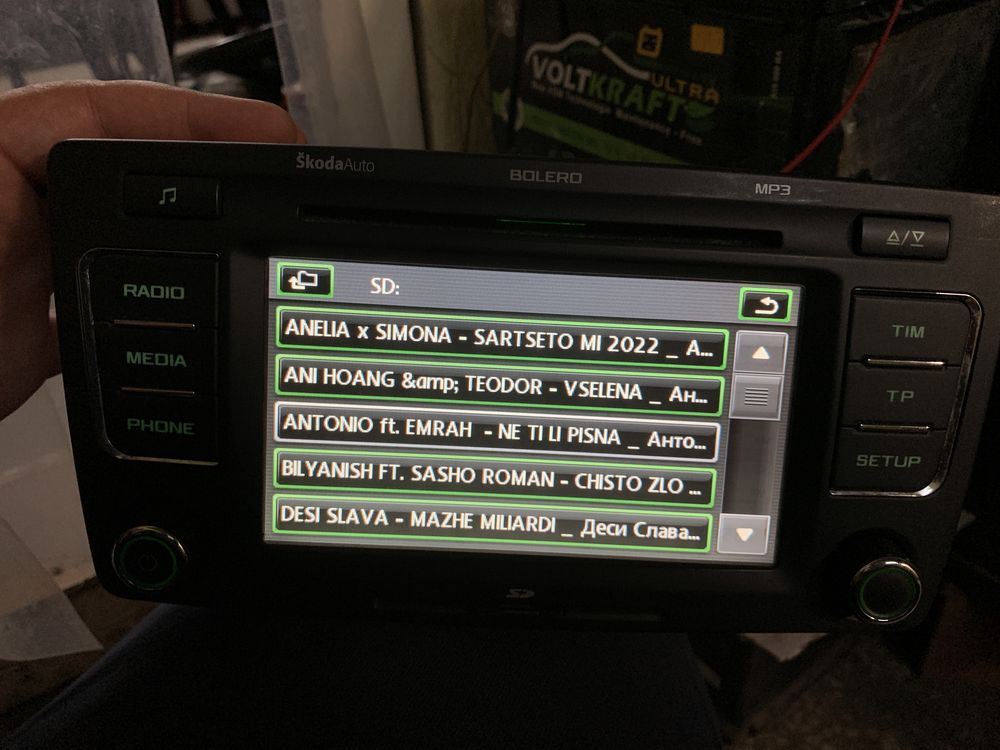 VOLTKRAFT
ULTRA
ŠkodaAuto
BOLERO
MP3
RADIO
MEDIA
PHONE
SD:
ANELIA x SIMONA - SARTSETO MI 2022 _ A...
ANI HOANG &amp; TEODOR - VSELENA _ Ан...
ANTONIO ft. EMRAH - NE TI LI PISNA _ Анто...
BILYANISH FT. SASHO ROMAN - CHISTO ZLO ...
DESI SLAVA - MAZHE MILIARDI _ Деси Слава...
TIM
TP
SETUP
SD